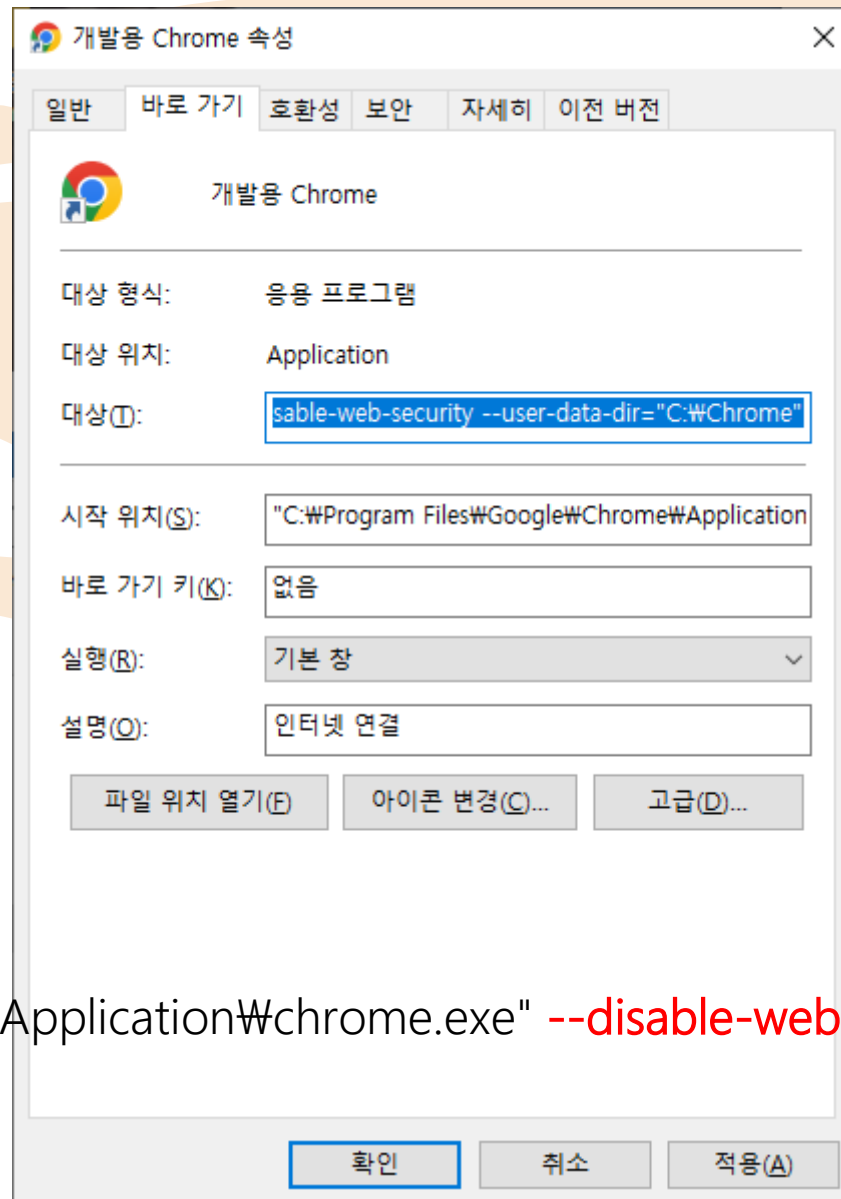 개발용 Chrome 속성
일반 바로 가기 호환성 보안 자세히 이전 버전
개발용 Chrome
대상 형식: 응용 프로그램
대상 위치: Application
대상(T): sable-web-security --user-data-dir="C:₩Chrome"
시작 위치(S): "C:₩Program Files₩Google₩Chrome₩Application
바로 가기 키(K): 없음
실행(R): 기본 창
설명(O): 인터넷 연결
파일 위치 열기(F) 아이콘 변경(C)... 고급(D)...
Application₩chrome.exe" --disable-web
확인 취소 적용(A)